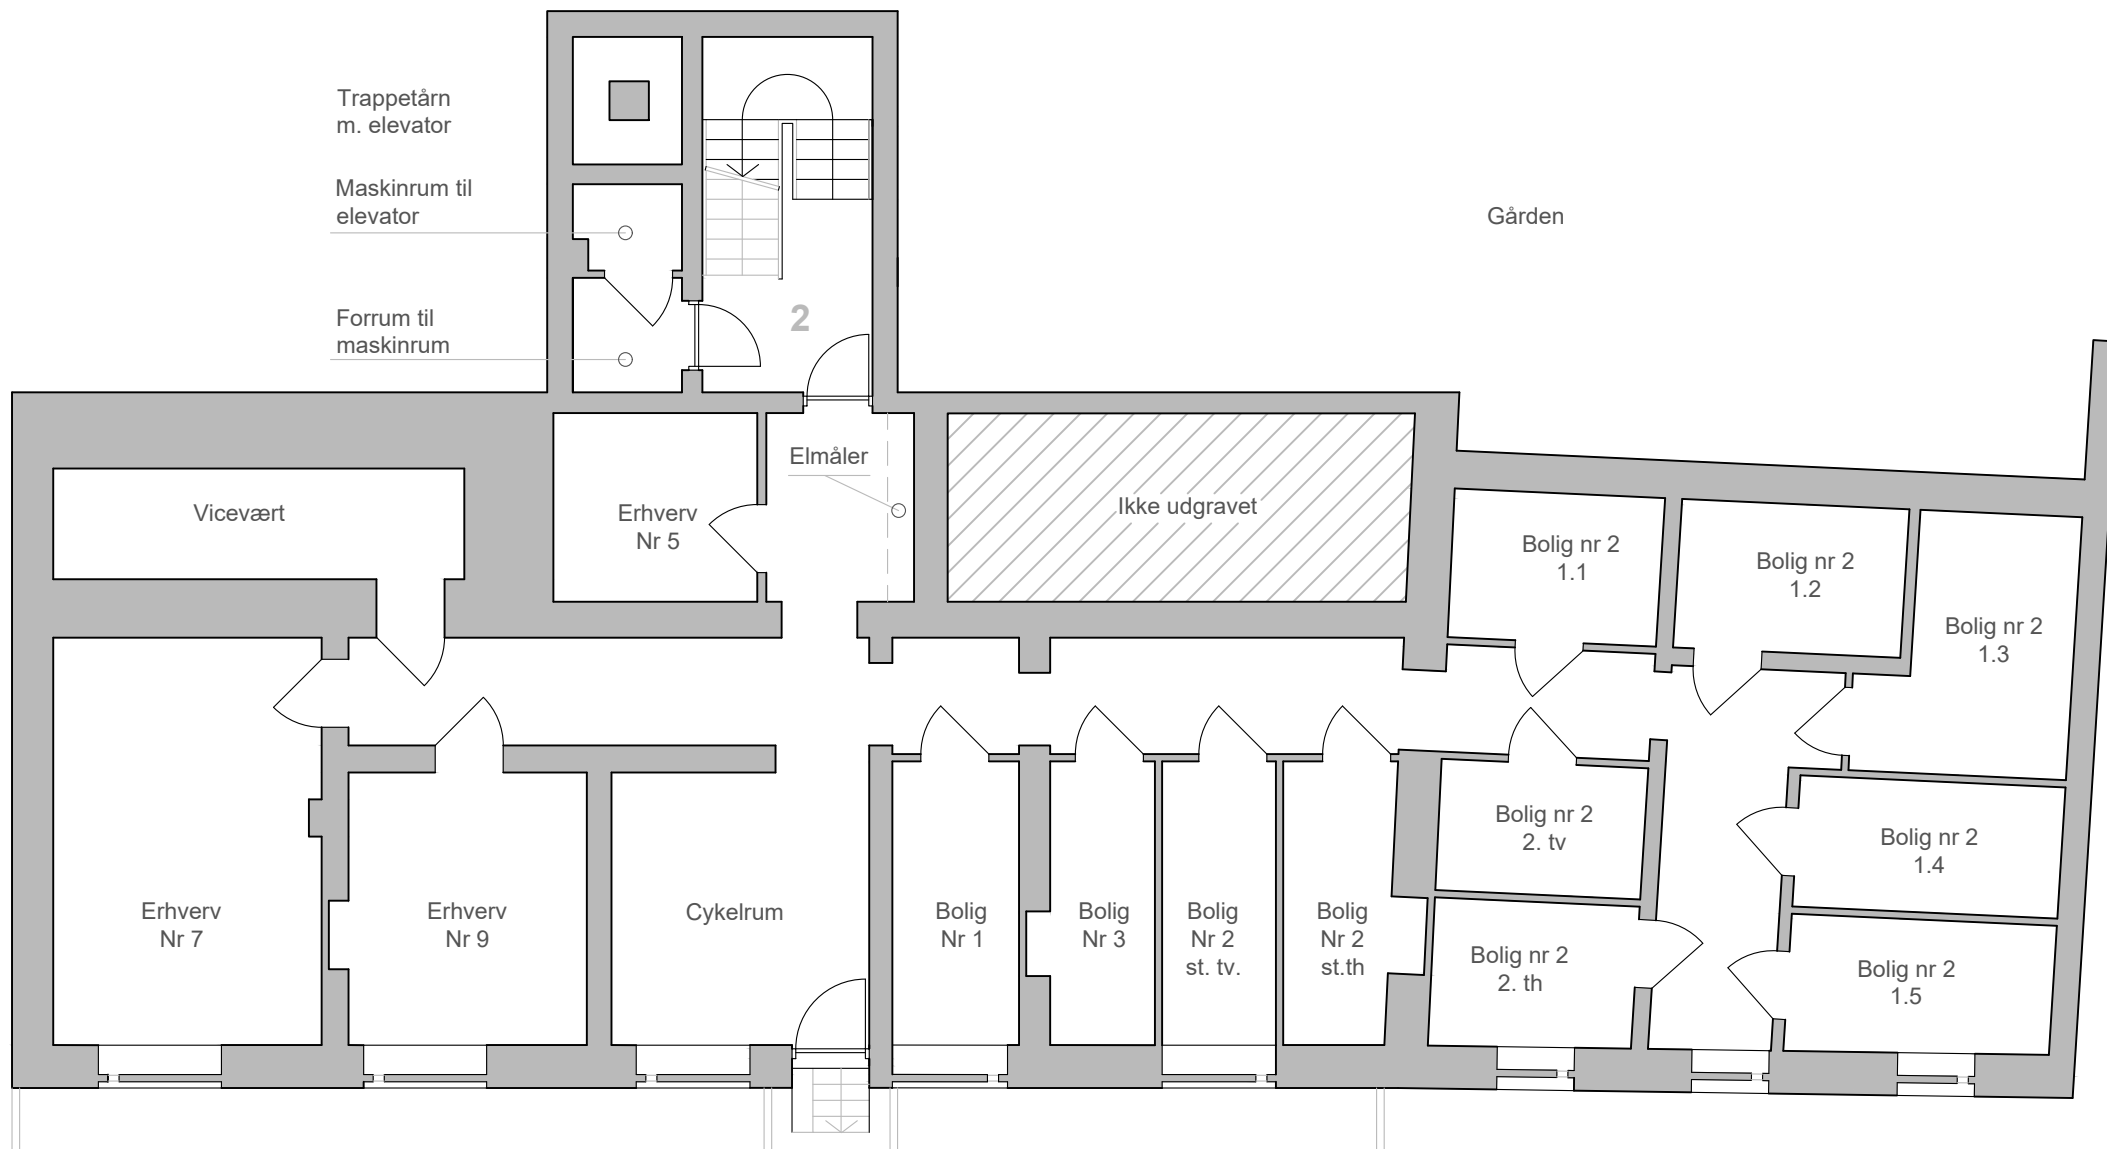 Trappetårn
m. elevator
Maskinrum til
elevator
Forrum til
maskinrum
2
Gården
Elmåler
Vicevært
Erhverv
Nr 5
Ikke udgravet
Bolig nr 2
1.1
Bolig nr 2
1.2
Bolig nr 2
1.3
Bolig nr 2
2. tv
Bolig nr 2
1.4
Erhverv
Nr 7
Erhverv
Nr 9
Cykelrum
Bolig
Nr 1
Bolig
Nr 3
Bolig
Nr 2
st. tv.
Bolig
Nr 2
st.th
Bolig nr 2
2. th
Bolig nr 2
1.5